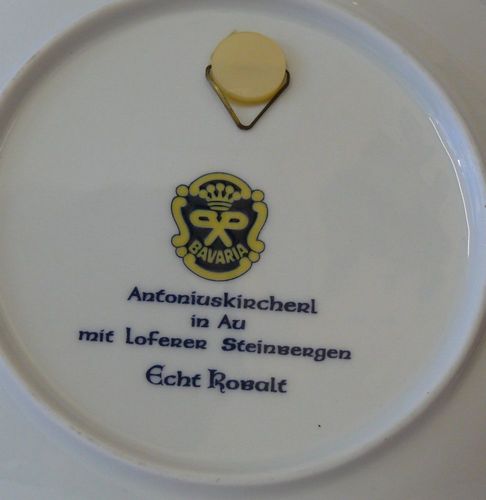 BAVARIA
Antoniuskircherl
in Au
mit Loferer Steinbergen
Echt Kobalt